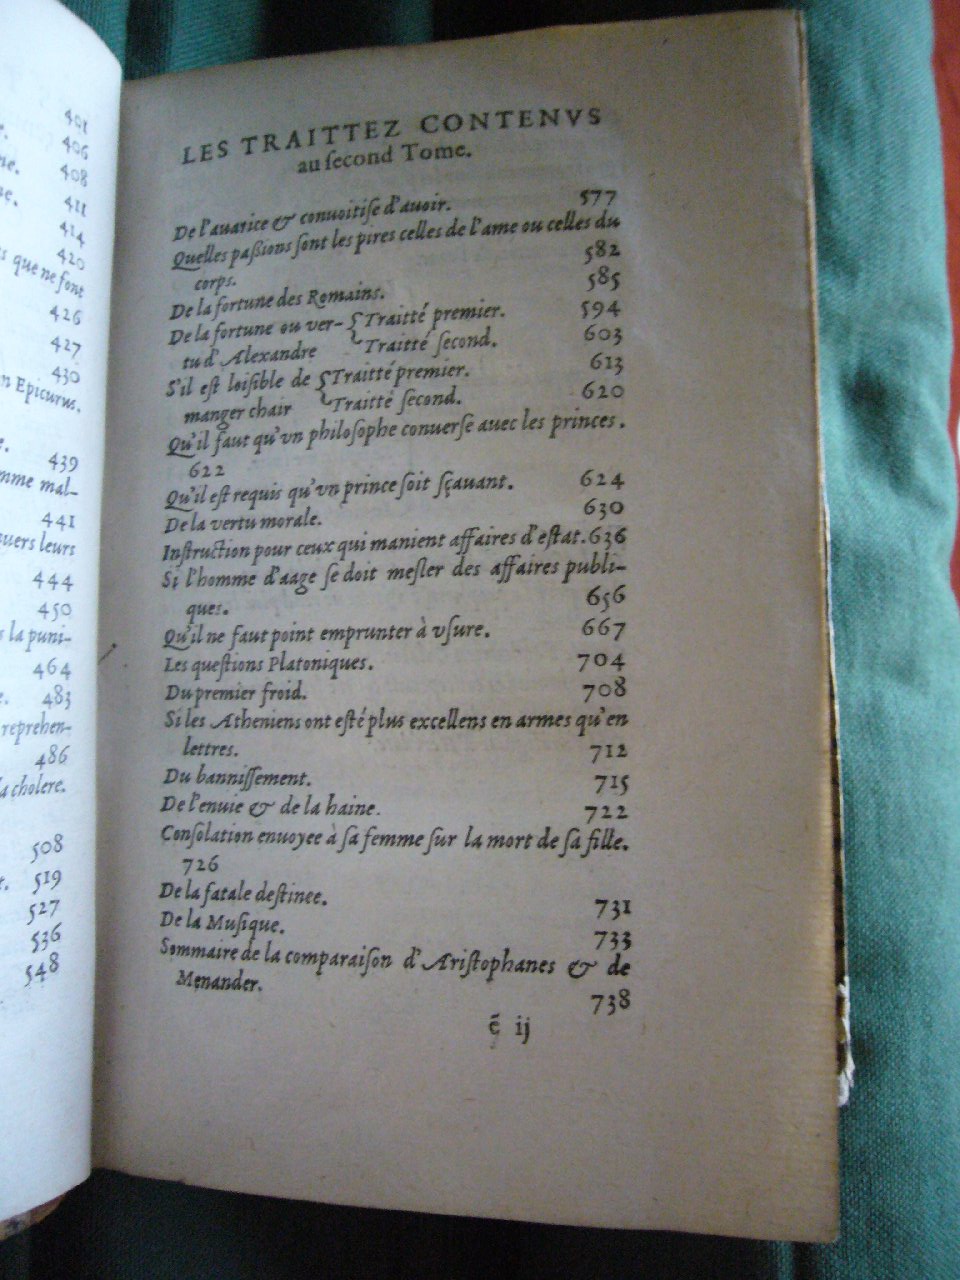 401
406
408
411
414
420
s que ne font
426
427
430
n Epicurus.
439
mme mal-
441
uers leurs
444
450
s la puni-
464
483
reprehen-
486
a cholere.
508
519
527
536
548
LES TRAITTEZ CONTENVS
au ſecond Tome.
De l'auarice & conuoitiſe d'auoir. 577
Quelles paßions ſont les pires celles de l'ame ou celles du
corps. 582
De la fortune des Romains. 585
De la fortune ou ver- { Traitté premier. 594
tu d'Alexandre Traitté ſecond. 603
S'il eſt loiſible de { Traitté premier. 613
manger chair Traitté ſecond. 620
Qu'il faut qu'vn philoſophe conuerſe auec les princes.
622
Qu'il eſt requis qu'vn prince ſoit ſçauant. 624
De la vertu morale. 630
Inſtruction pour ceux qui manient affaires d'eſtat. 636
Si l'homme d'aage ſe doit meſler des affaires publi-
ques. 656
Qu'il ne faut point emprunter à vſure. 667
Les queſtions Platoniques. 704
Du premier froid. 708
Si les Atheniens ont eſté plus excellens en armes qu'en
lettres. 712
Du banniſſement. 715
De l'enuie & de la haine. 722
Conſolation enuoyee à ſa femme ſur la mort de ſa fille.
726
De la fatale deſtinee. 731
De la Muſique. 733
Sommaire de la comparaiſon d'Ariſtophanes & de
Menander. 738
ẽ ij